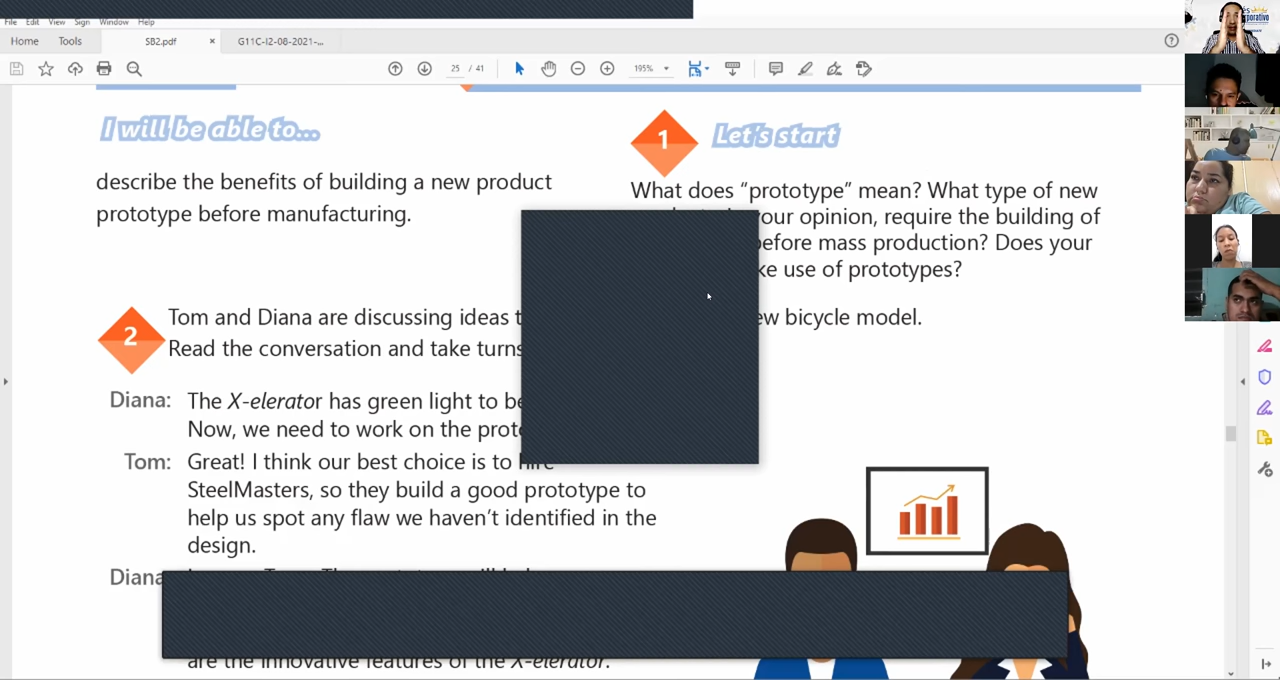 File Edit View Sign Window Help
Home Tools SB2.pdf × G11C-I2-08-2021-...
25 / 41 195%
I will be able to...
describe the benefits of building a new product
prototype before manufacturing.
1 Let's start
What does “prototype” mean? What type of new
your opinion, require the building of
before mass production? Does your
use of prototypes?
2 Tom and Diana are discussing ideas bicycle model.
Read the conversation and take turns
Diana: The X-elerator has green light to
Now, we need to work on the
Tom: Great! I think our best choice is to hire
SteelMasters, so they build a good prototype to
help us spot any flaw we haven’t identified in the
design.
Diana
are the innovative features of the X-elerator.